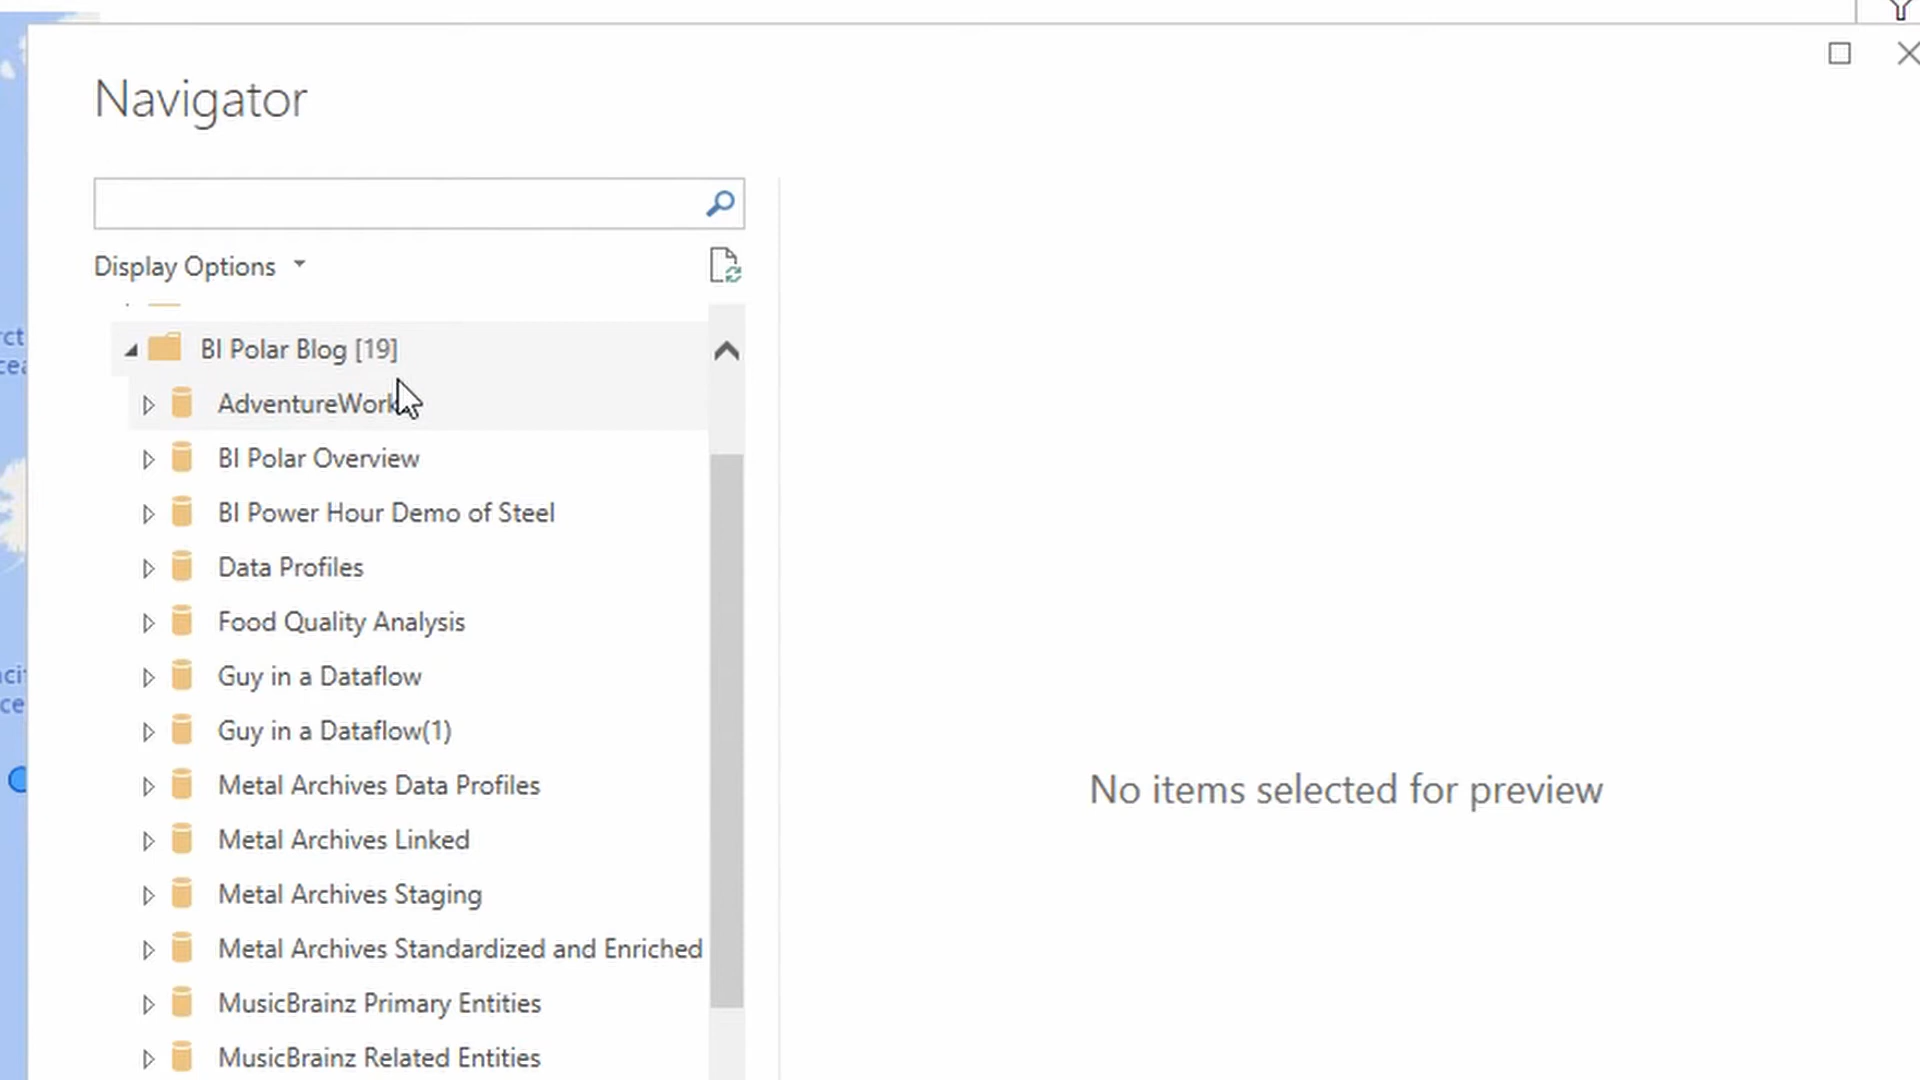 Navigator
Display Options
BI Polar Blog [19]
AdventureWork
BI Polar Overview
BI Power Hour Demo of Steel
Data Profiles
Food Quality Analysis
Guy in a Dataflow
Guy in a Dataflow(1)
Metal Archives Data Profiles
No items selected for preview
Metal Archives Linked
Metal Archives Staging
Metal Archives Standardized and Enriched
MusicBrainz Primary Entities
MusicBrainz Related Entities